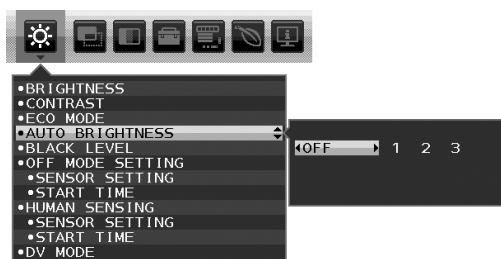 •BRIGHTNESS
•CONTRAST
•ECO MODE
•AUTO BRIGHTNESS
OFF 1 2 3
•BLACK LEVEL
•OFF MODE SETTING
•SENSOR SETTING
•START TIME
•HUMAN SENSING
•SENSOR SETTING
•START TIME
•DV MODE